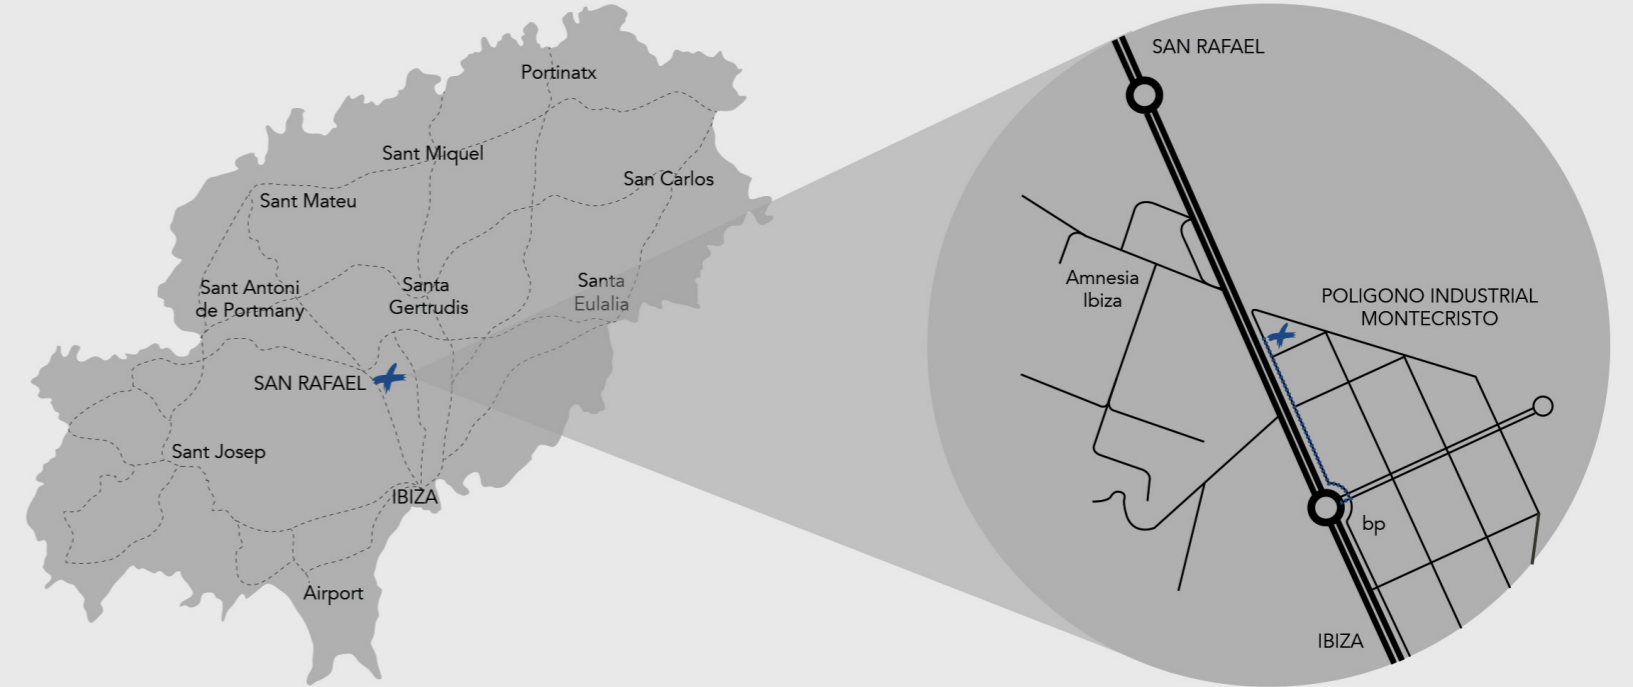 Portinatx
Sant Miquel
San Carlos
Sant Mateu
Sant Antoni
de Portmany
Santa
Gertrudis
Santa
Eulalia
SAN RAFAEL
Sant Josep
IBIZA
Airport
SAN RAFAEL
Amnesia
Ibiza
POLIGONO INDUSTRIAL
MONTECRISTO
bp
IBIZA